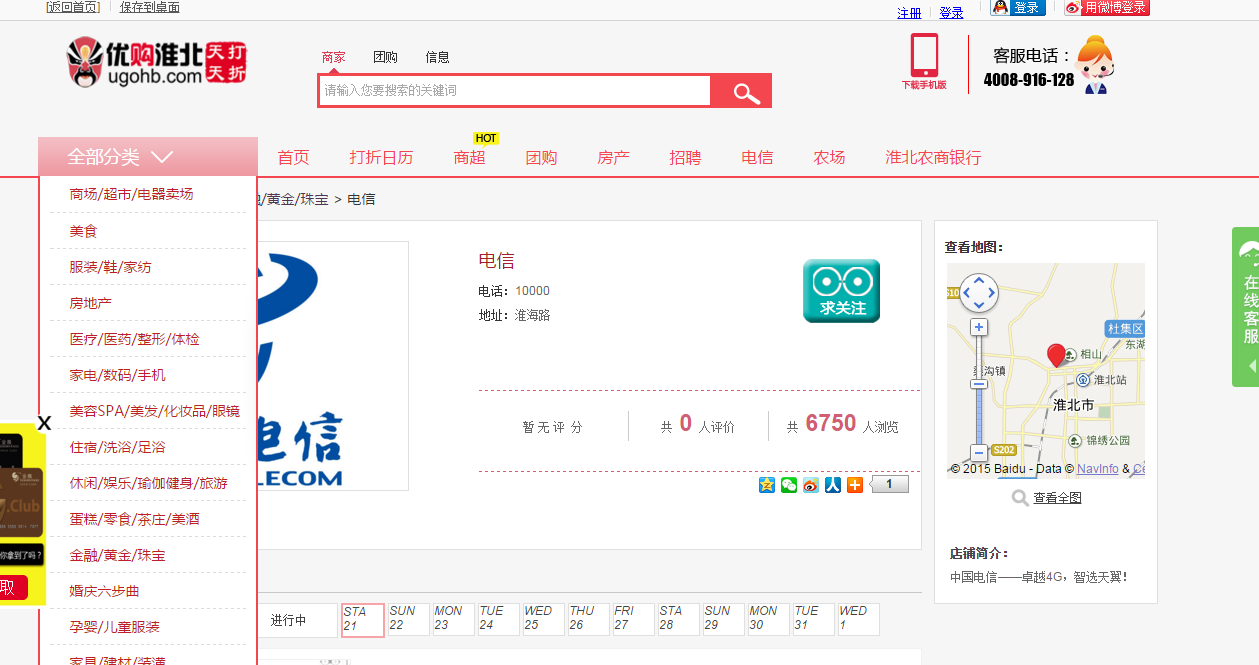 [返回首页] 保存到桌面
注册 登录 登录 用微博登录
优购淮北 天天打折
ugohb.com
商家 团购 信息
请输入您要搜索的关键词
下载手机版
客服电话：
4008-916-128
HOT
全部分类 首页 打折日历 商超 团购 房产 招聘 电信 农场 淮北农商银行
/黄金/珠宝 > 电信
商场/超市/电器卖场
美食
服装/鞋/家纺
房地产
医疗/医药/整形/体检
家电/数码/手机
美容SPA/美发/化妆品/眼镜
住宿/洗浴/足浴
休闲/娱乐/瑜伽健身/旅游
蛋糕/零食/茶庄/美酒
金融/黄金/珠宝
婚庆六步曲
孕婴/儿童服装
家具/建材/装潢
X
.Club
你拿到了吗？
取
电信
LECOM
电信
电话：10000
地址：淮海路
求关注
暂 无 评 分
共 0 人评价
共 6750 人浏览
1
查看地图：
S10
杜集区
东湖
相山
沟镇
淮北站
淮北市
锦绣公园
S202
© 2015 Baidu - Data © NavInfo & Ce
查看全图
店铺简介：
中国电信——卓越4G，智选天翼！
在线客服
进行中
STA 21
SUN 22
MON 23
TUE 24
WED 25
THU 26
FRI 27
STA 28
SUN 29
MON 30
TUE 31
WED 1